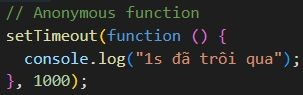 // Anonymous function
setTimeout(function () {
  console.log("1s đã trôi qua");
}, 1000);